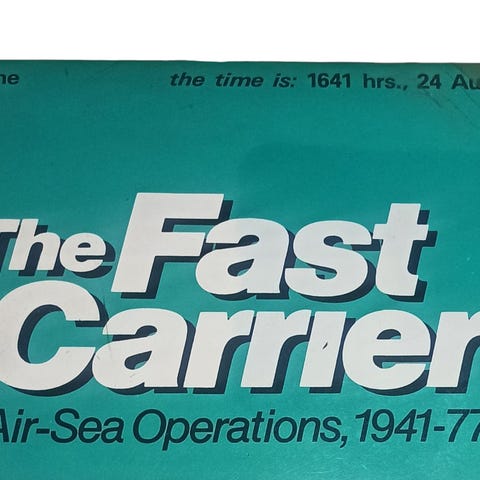 the time is: 1641 hrs., 24 Au
The Fast
Carrier
Air-Sea Operations, 1941-77